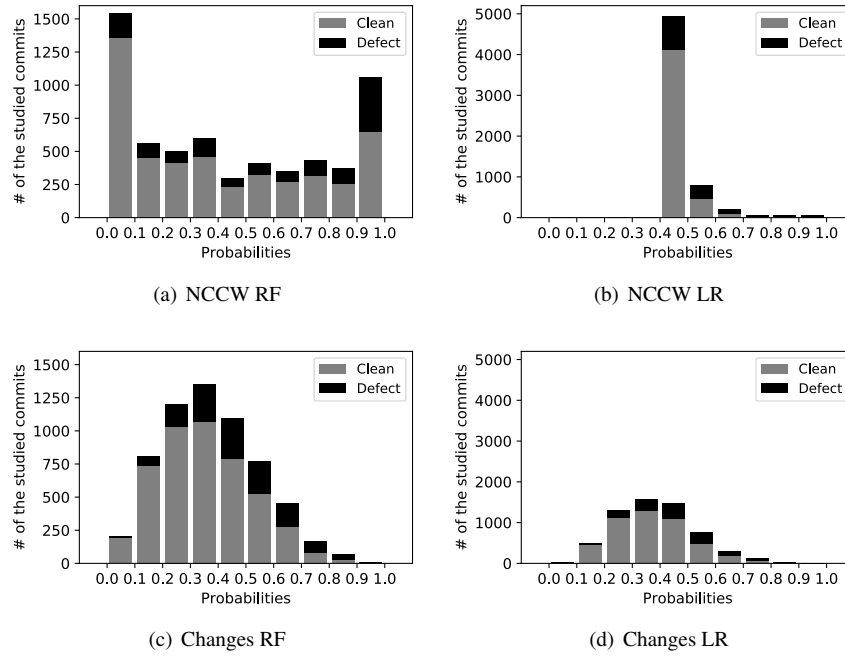 1500
1250
1000
750
500
250
0
# of the studied commits
Clean
Defect
0.0 0.1 0.2 0.3 0.4 0.5 0.6 0.7 0.8 0.9 1.0
Probabilities
(a) NCCW RF
5000
4000
3000
2000
1000
0
# of the studied commits
Clean
Defect
0.0 0.1 0.2 0.3 0.4 0.5 0.6 0.7 0.8 0.9 1.0
Probabilities
(b) NCCW LR
1500
1250
1000
750
500
250
0
# of the studied commits
Clean
Defect
0.0 0.1 0.2 0.3 0.4 0.5 0.6 0.7 0.8 0.9 1.0
Probabilities
(c) Changes RF
5000
4000
3000
2000
1000
0
# of the studied commits
Clean
Defect
0.0 0.1 0.2 0.3 0.4 0.5 0.6 0.7 0.8 0.9 1.0
Probabilities
(d) Changes LR